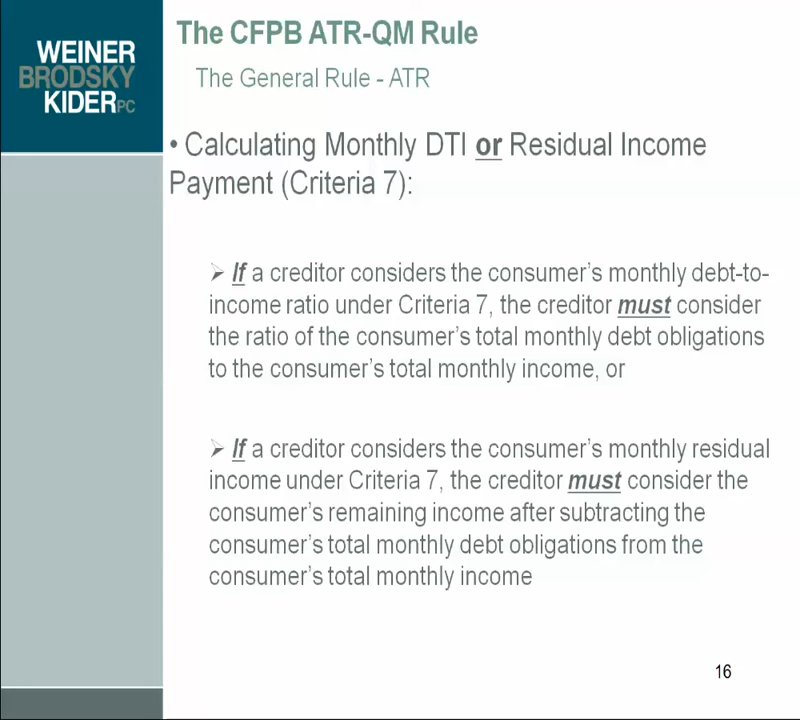 WEINER
BRODSKY
KIDER PC
The CFPB ATR-QM Rule
The General Rule - ATR
• Calculating Monthly DTI or Residual Income
Payment (Criteria 7):
➢ If a creditor considers the consumer's monthly debt-to-
income ratio under Criteria 7, the creditor must consider
the ratio of the consumer's total monthly debt obligations
to the consumer's total monthly income, or
➢ If a creditor considers the consumer's monthly residual
income under Criteria 7, the creditor must consider the
consumer's remaining income after subtracting the
consumer's total monthly debt obligations from the
consumer's total monthly income
16